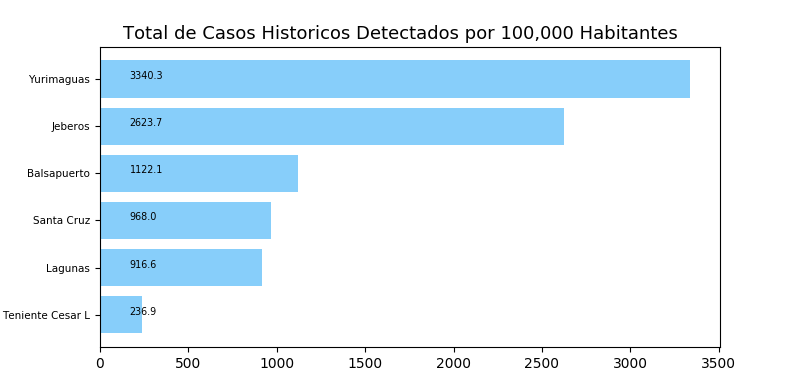 Total de Casos Historicos Detectados por 100,000 Habitantes
Yurimaguas 3340.3
Jeberos 2623.7
Balsapuerto 1122.1
Santa Cruz 968.0
Lagunas 916.6
Teniente Cesar L 236.9
0 500 1000 1500 2000 2500 3000 3500